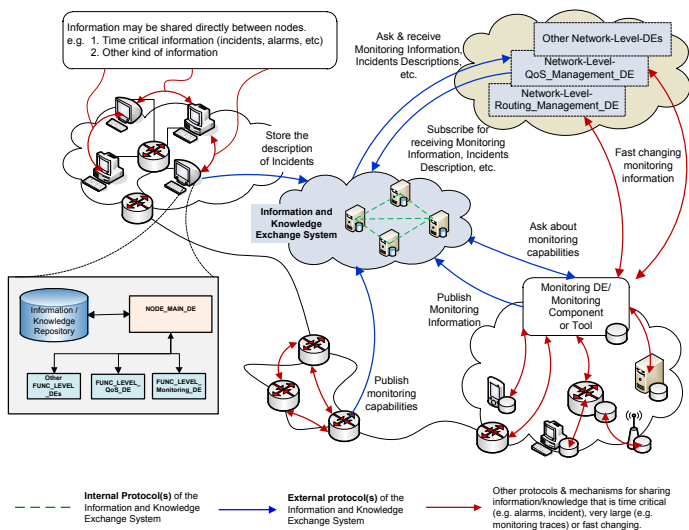 Information may be shared directly between nodes.
e.g. 1. Time critical information (incidents, alarms, etc)
2. Other kind of information
Ask & receive
Monitoring Information,
Incidents Descriptions,
etc.
Other Network-Level-DEs
Network-Level-
QoS_Management_DE
Network-Level-
Routing_Management_DE
Store the
description
of Incidents
Subscribe for
receiving Monitoring
Information, Incidents
Description, etc.
Fast changing
monitoring
information
Information and
Knowledge
Exchange System
Ask about
monitoring
capabilities
Information /
Knowledge
Repository
NODE_MAIN_DE
Other
FUNC_LEVEL
_DEs
FUNC_LEVEL_
QoS_DE
FUNC_LEVEL_
Monitoring_DE
Publish
Monitoring
Information
Monitoring DE/
Monitoring
Component
or Tool
Publish
monitoring
capabilities
Internal Protocol(s) of the
Information and Knowledge
Exchange System
External protocol(s) of the
Information and Knowledge
Exchange System
Other protocols & mechanisms for sharing
information/knowledge that is time critical
(e.g. alarms, incident), very large (e.g.
monitoring traces) or fast changing.